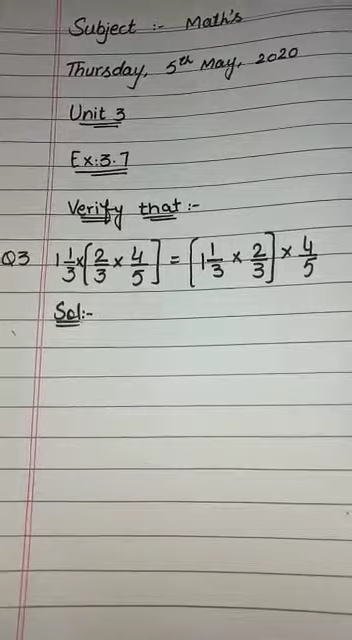 Subject :- Math's
Thursday, 5th May, 2020
Unit 3
Ex:3.7
Verify that:-
Q3 1 1/3 × [2/3 × 4/5] = [1 1/3 × 2/3] × 4/5
Sol:-